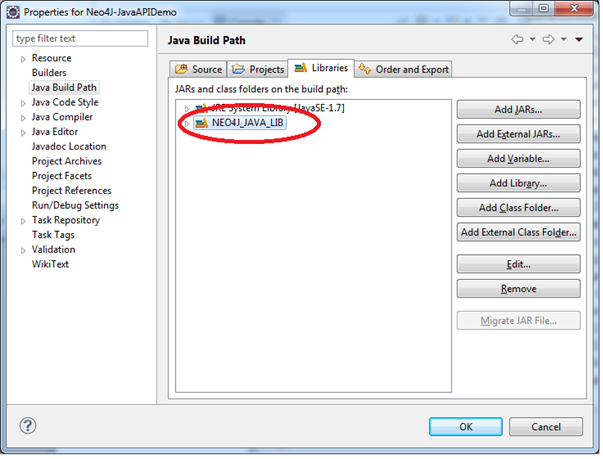 Properties for Neo4J-JavaAPIDemo
type filter text
Resource
Builders
Java Build Path
Java Code Style
Java Compiler
Java Editor
Javadoc Location
Project Archives
Project Facets
Project References
Run/Debug Settings
Task Repository
Task Tags
Validation
WikiText
Java Build Path
Source Projects Libraries Order and Export
JARs and class folders on the build path:
JRE System Library [JavaSE-1.7]
NEO4J_JAVA_LIB
Add JARs...
Add External JARs...
Add Variable...
Add Library...
Add Class Folder...
Add External Class Folder...
Edit...
Remove
Migrate JAR File...
OK Cancel